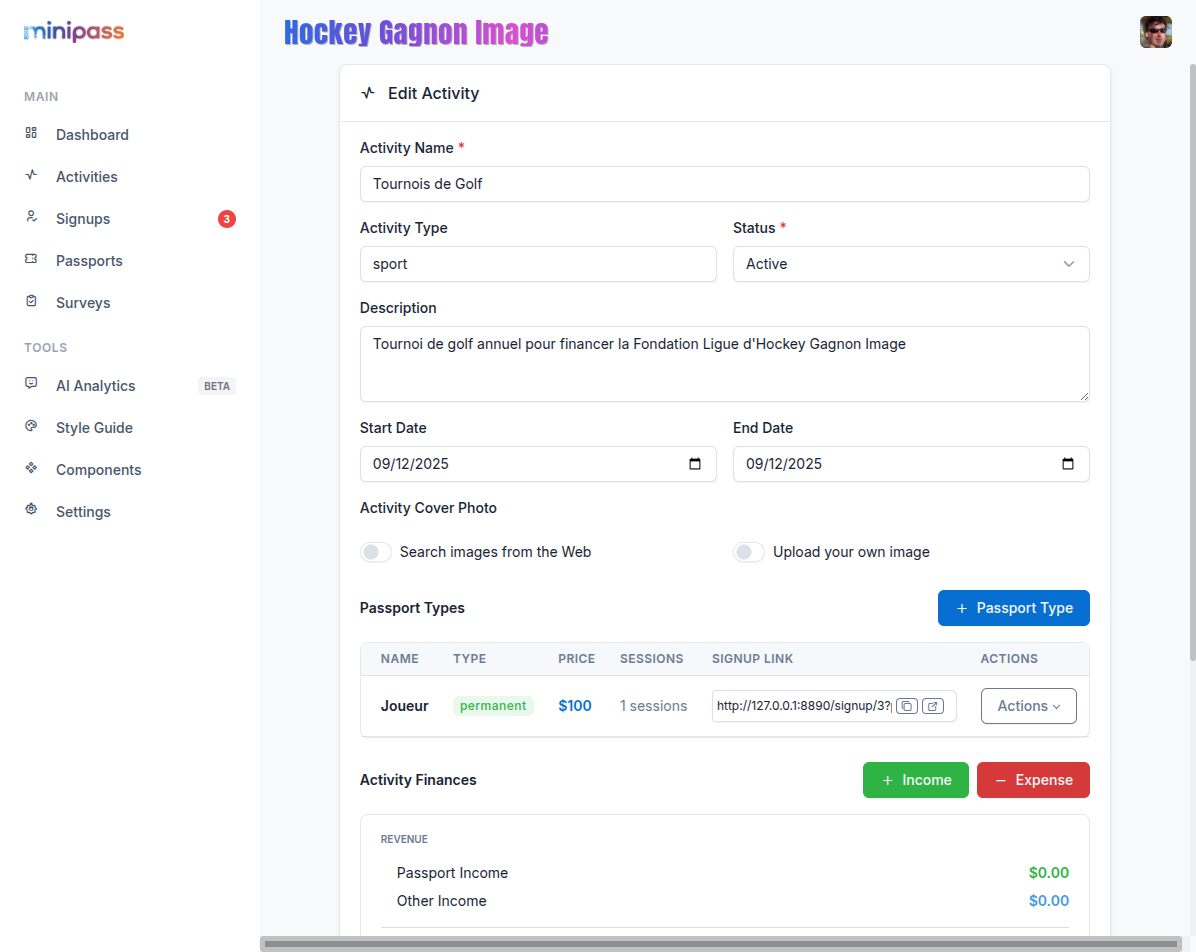 minipass
Hockey Gagnon Image
MAIN
Dashboard
Activities
Signups 3
Passports
Surveys
TOOLS
AI Analytics BETA
Style Guide
Components
Settings
Edit Activity
Activity Name *
Tournois de Golf
Activity Type Status *
sport Active
Description
Tournoi de golf annuel pour financer la Fondation Ligue d'Hockey Gagnon Image
Start Date End Date
09/12/2025 09/12/2025
Activity Cover Photo
Search images from the Web Upload your own image
Passport Types + Passport Type
NAME TYPE PRICE SESSIONS SIGNUP LINK ACTIONS
Joueur permanent $100 1 sessions http://127.0.0.1:8890/signup/3?p Actions
Activity Finances + Income − Expense
REVENUE
Passport Income $0.00
Other Income $0.00